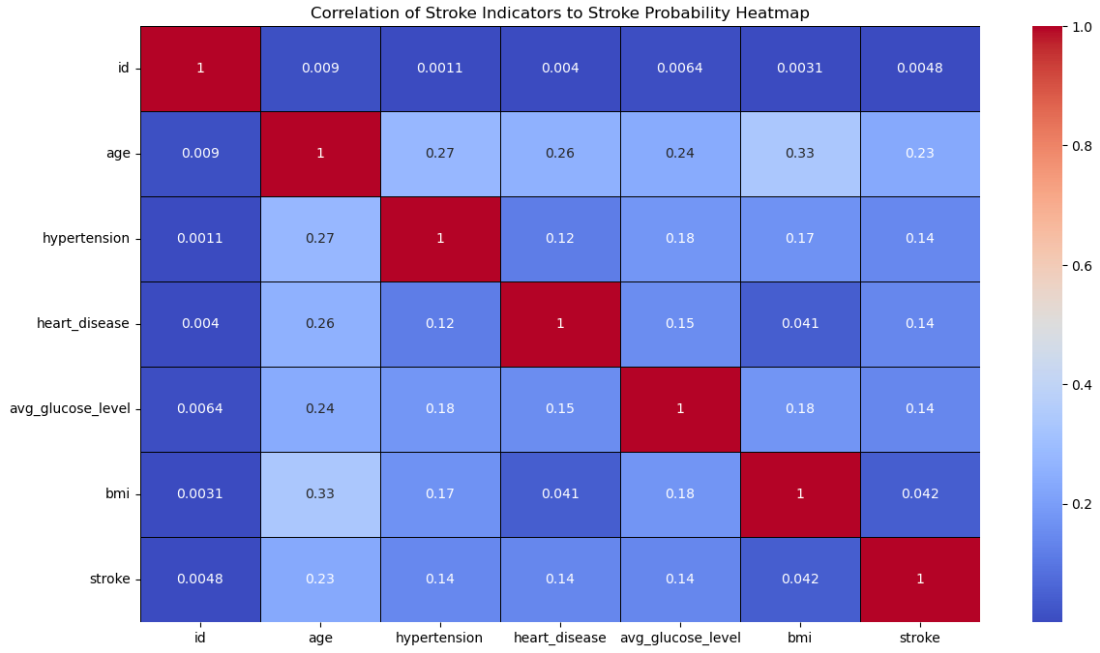 Correlation of Stroke Indicators to Stroke Probability Heatmap
id 1 0.009 0.0011 0.004 0.0064 0.0031 0.0048
age 0.009 1 0.27 0.26 0.24 0.33 0.23
hypertension 0.0011 0.27 1 0.12 0.18 0.17 0.14
heart_disease 0.004 0.26 0.12 1 0.15 0.041 0.14
avg_glucose_level 0.0064 0.24 0.18 0.15 1 0.18 0.14
bmi 0.0031 0.33 0.17 0.041 0.18 1 0.042
stroke 0.0048 0.23 0.14 0.14 0.14 0.042 1
id age hypertension heart_disease avg_glucose_level bmi stroke
1.0
0.8
0.6
0.4
0.2